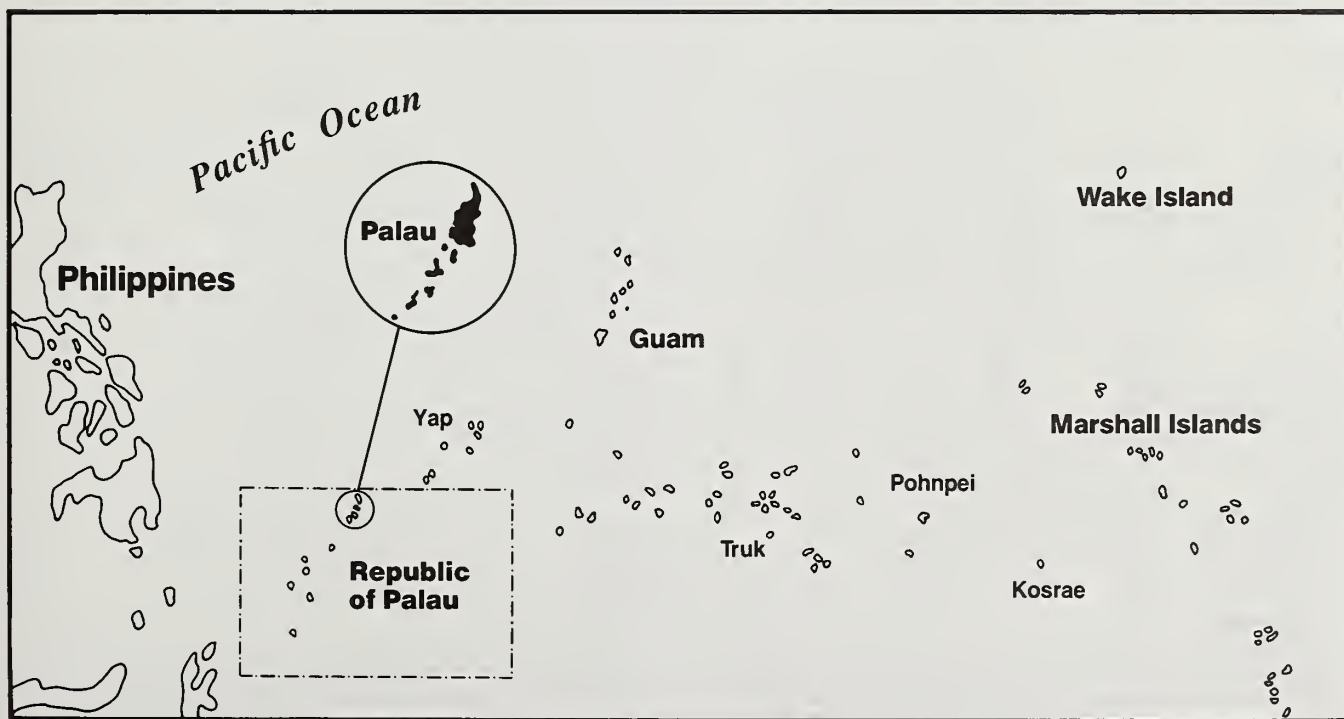 Pacific Ocean
Palau
Philippines
Wake Island
Guam
Yap
Marshall Islands
Pohnpei
Truk
Republic
of Palau
Kosrae